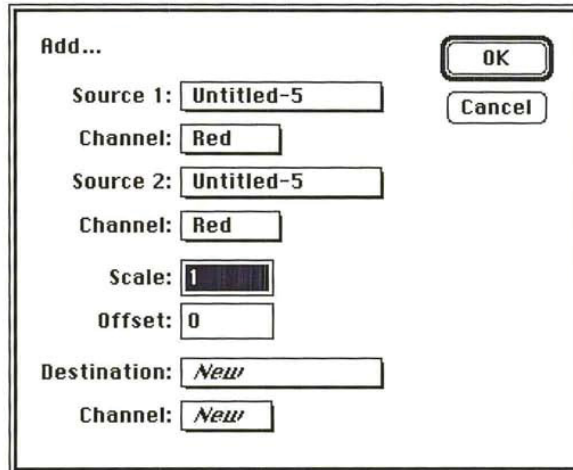 Add...
OK
Source 1: Untitled-5
Cancel
Channel: Red
Source 2: Untitled-5
Channel: Red
Scale: 1
Offset: 0
Destination: New
Channel: New